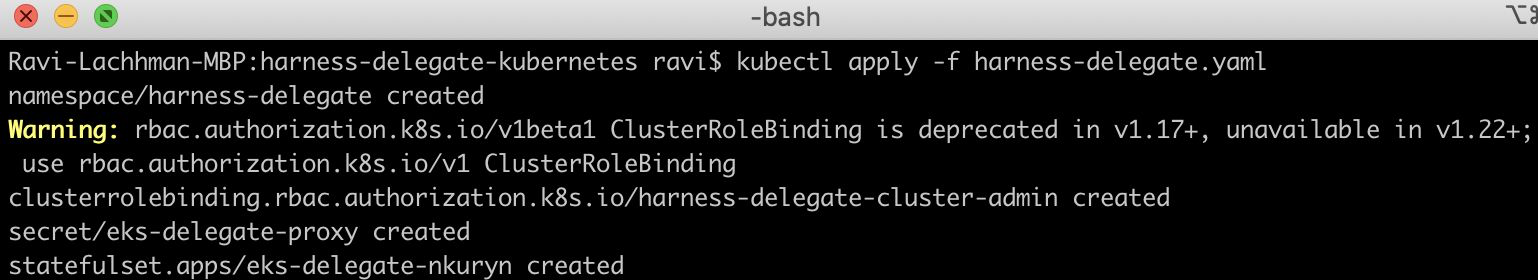 -bash
⌥⌘
Ravi-Lachhman-MBP:harness-delegate-kubernetes ravi$ kubectl apply -f harness-delegate.yaml
namespace/harness-delegate created
Warning: rbac.authorization.k8s.io/v1beta1 ClusterRoleBinding is deprecated in v1.17+, unavailable in v1.22+;
use rbac.authorization.k8s.io/v1 ClusterRoleBinding
clusterrolebinding.rbac.authorization.k8s.io/harness-delegate-cluster-admin created
secret/eks-delegate-proxy created
statefulset.apps/eks-delegate-nkuryn created